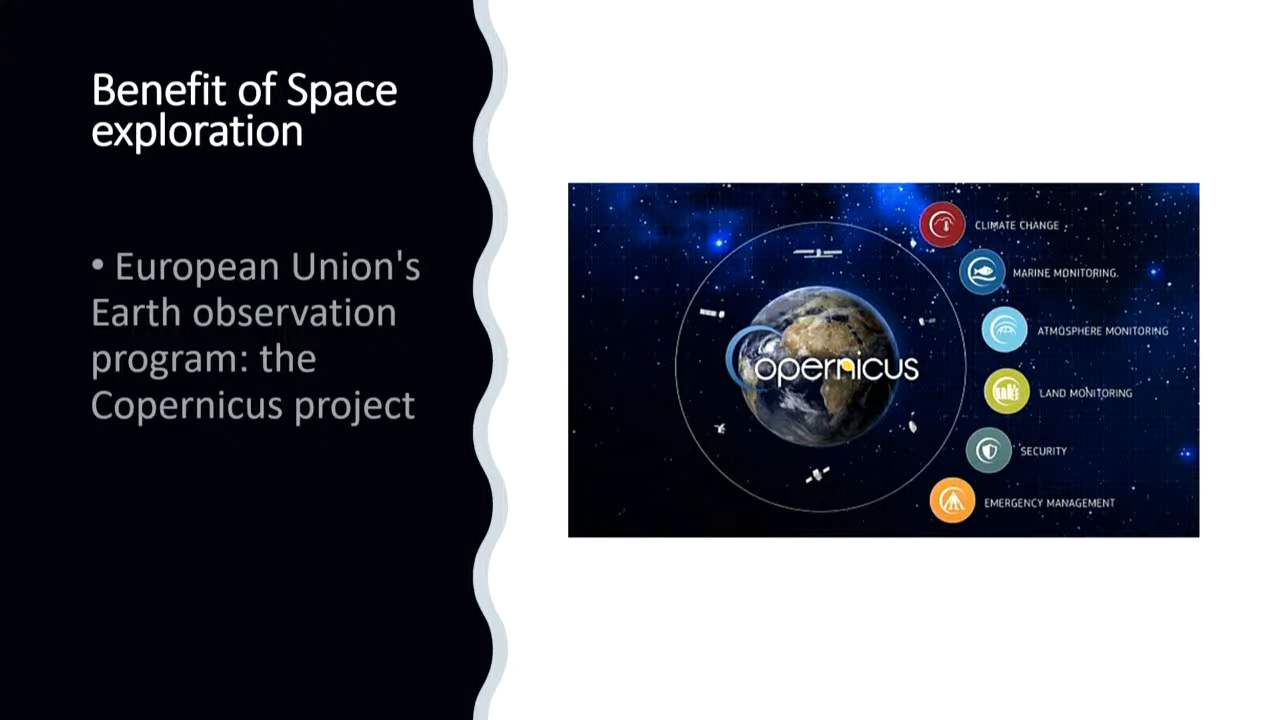 Benefit of Space
exploration
• European Union's
Earth observation
program: the
Copernicus project
Copernicus
CLIMATE CHANGE
MARINE MONITORING
ATMOSPHERE MONITORING
LAND MONITORING
SECURITY
EMERGENCY MANAGEMENT